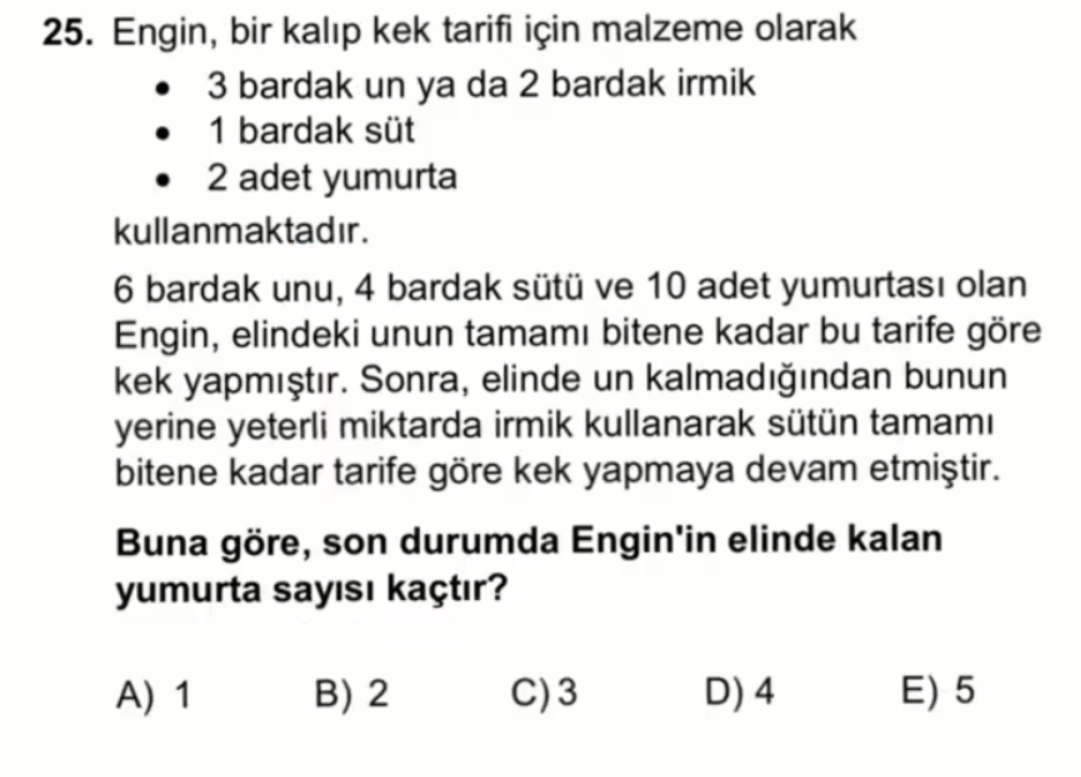 25. Engin, bir kalıp kek tarifi için malzeme olarak
• 3 bardak un ya da 2 bardak irmik
• 1 bardak süt
• 2 adet yumurta
kullanmaktadır.
6 bardak unu, 4 bardak sütü ve 10 adet yumurtası olan
Engin, elindeki unun tamamı bitene kadar bu tarife göre
kek yapmıştır. Sonra, elinde un kalmadığından bunun
yerine yeterli miktarda irmik kullanarak sütün tamamı
bitene kadar tarife göre kek yapmaya devam etmiştir.
Buna göre, son durumda Engin'in elinde kalan
yumurta sayısı kaçtır?
A) 1 B) 2 C) 3 D) 4 E) 5